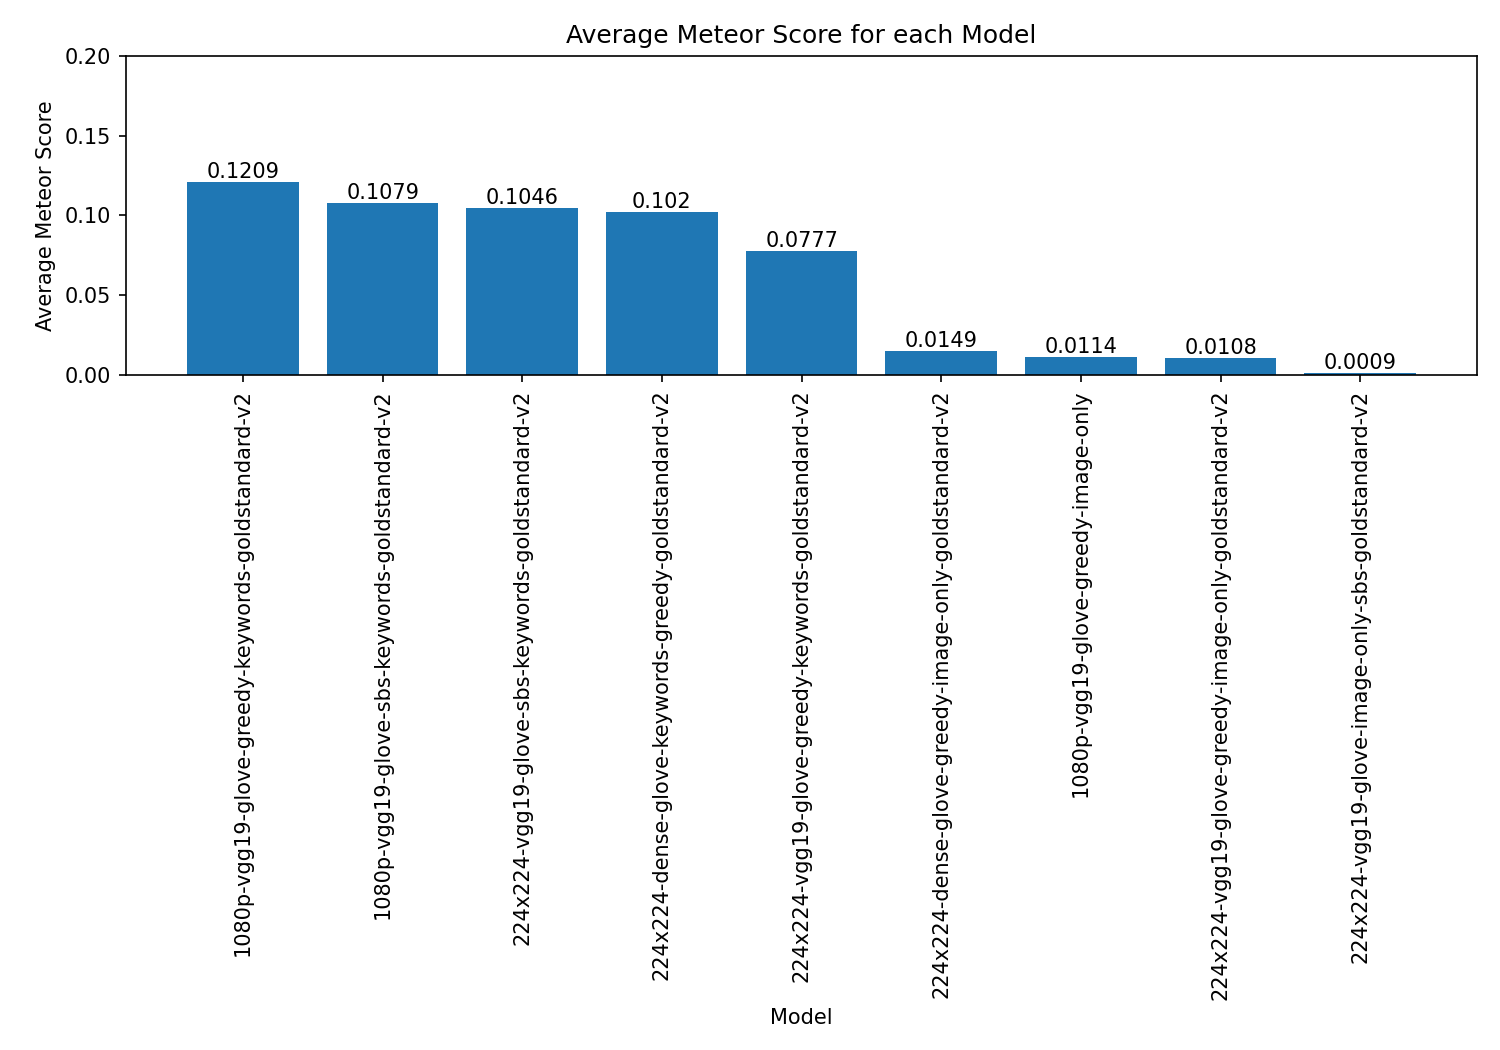 Average Meteor Score for each Model
Average Meteor Score
0.20
0.15
0.10
0.05
0.00
0.1209
0.1079
0.1046
0.102
0.0777
0.0149
0.0114
0.0108
0.0009
1080p-vgg19-glove-greedy-keywords-goldstandard-v2
1080p-vgg19-glove-sbs-keywords-goldstandard-v2
224x224-vgg19-glove-sbs-keywords-goldstandard-v2
224x224-dense-glove-keywords-greedy-goldstandard-v2
224x224-vgg19-glove-greedy-keywords-goldstandard-v2
224x224-dense-glove-greedy-image-only-goldstandard-v2
1080p-vgg19-glove-greedy-image-only
224x224-vgg19-glove-greedy-image-only-goldstandard-v2
224x224-vgg19-glove-image-only-sbs-goldstandard-v2
Model